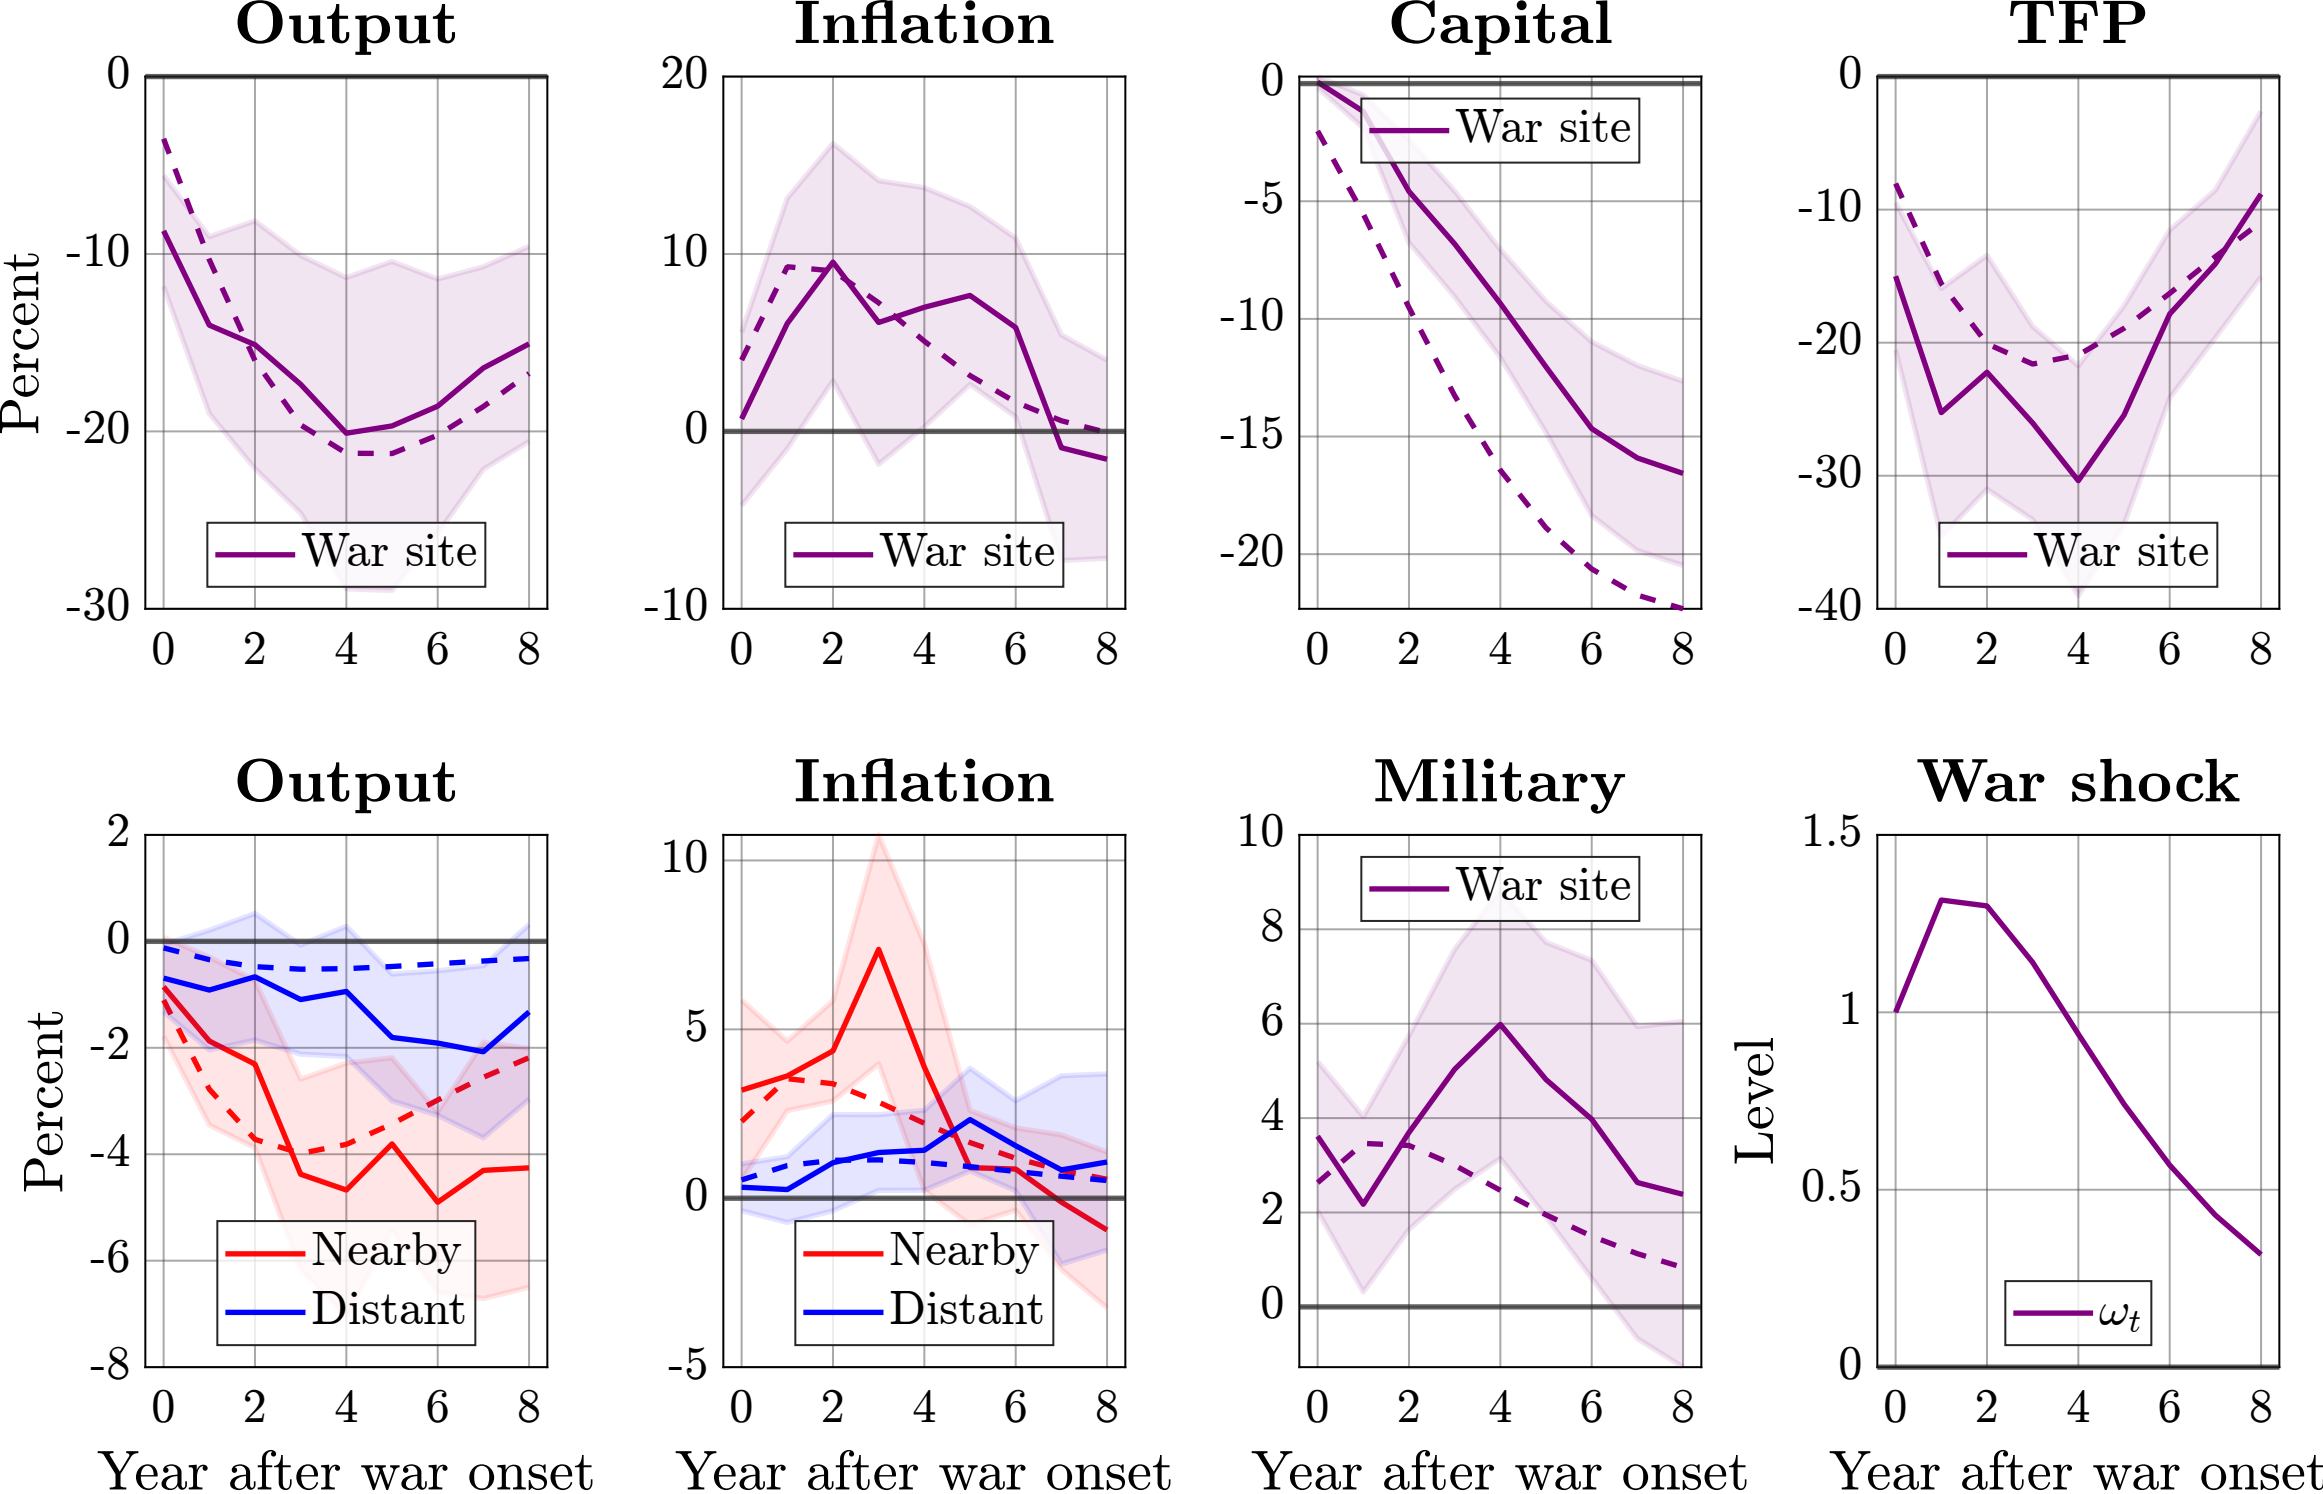 Output
Inflation
Capital
TFP
Percent
0
-10
-20
-30
0 2 4 6 8
War site
20
10
0
-10
0 2 4 6 8
War site
0
-5
-10
-15
-20
0 2 4 6 8
War site
0
-10
-20
-30
-40
0 2 4 6 8
War site
Output
Inflation
Military
War shock
Percent
2
0
-2
-4
-6
-8
0 2 4 6 8
Nearby
Distant
Year after war onset
10
5
0
-5
0 2 4 6 8
Nearby
Distant
Year after war onset
10
8
6
4
2
0
0 2 4 6 8
War site
Year after war onset
Level
1.5
1
0.5
0
0 2 4 6 8
ωt
Year after war onset